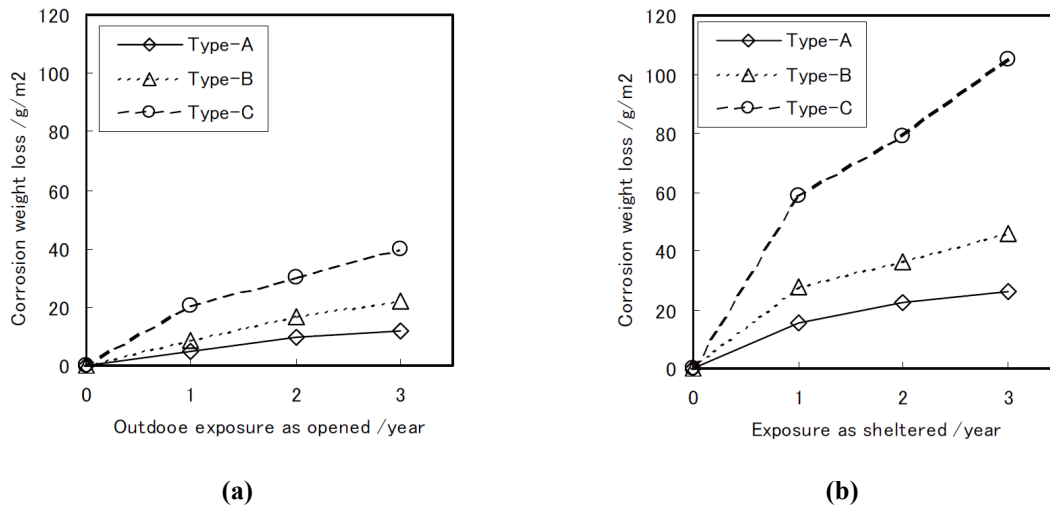 120
100
80
60
40
20
0
Corrosion weight loss /g/m2
Type-A
Type-B
Type-C
0 1 2 3
Outdooe exposure as opened /year
(a)
120
100
80
60
40
20
0
Corrosion weight loss /g/m2
Type-A
Type-B
Type-C
0 1 2 3
Exposure as sheltered /year
(b)